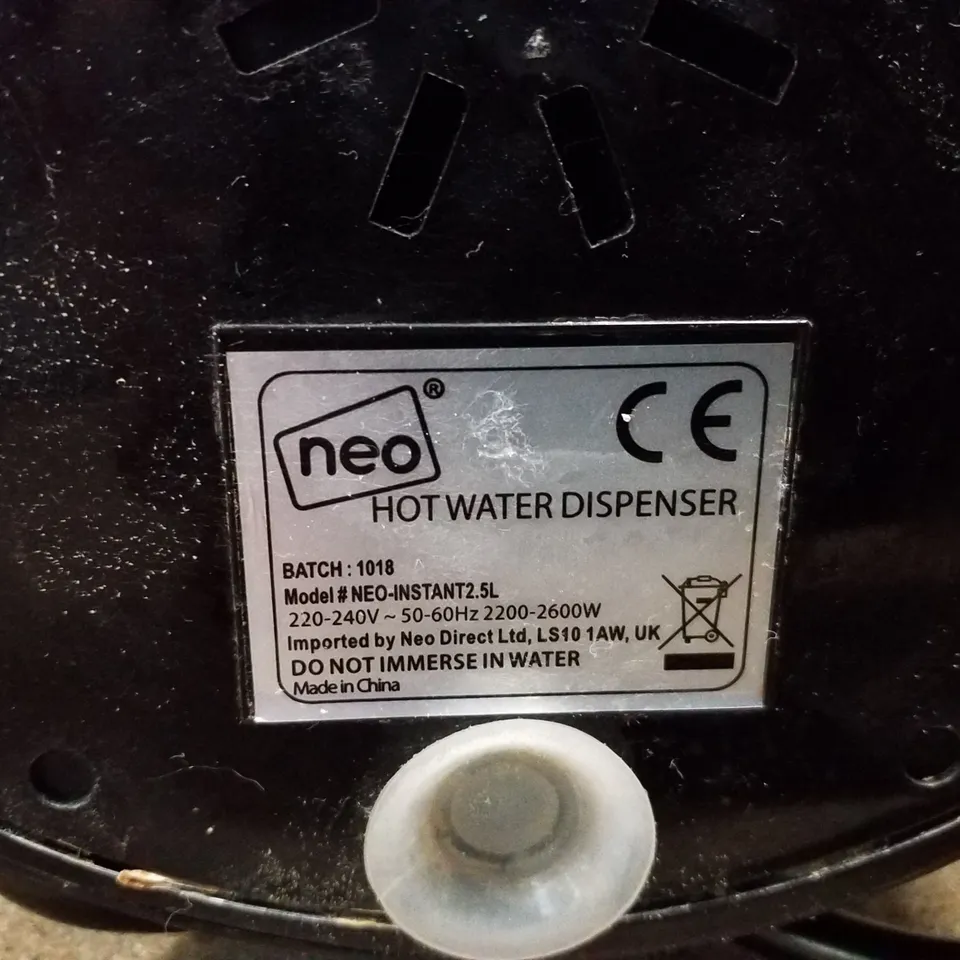 neo®
CE
HOT WATER DISPENSER
BATCH : 1018
Model # NEO-INSTANT2.5L
220-240V ~ 50-60Hz 2200-2600W
Imported by Neo Direct Ltd, LS10 1AW, UK
DO NOT IMMERSE IN WATER
Made in China